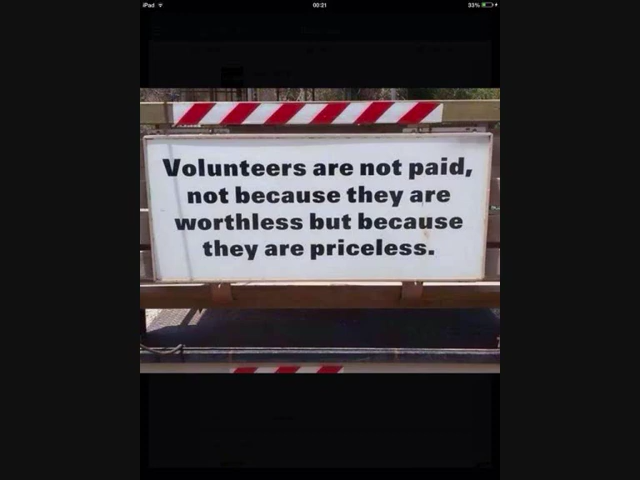 iPad
00:21
33%
Volunteers are not paid,
not because they are
worthless but because
they are priceless.